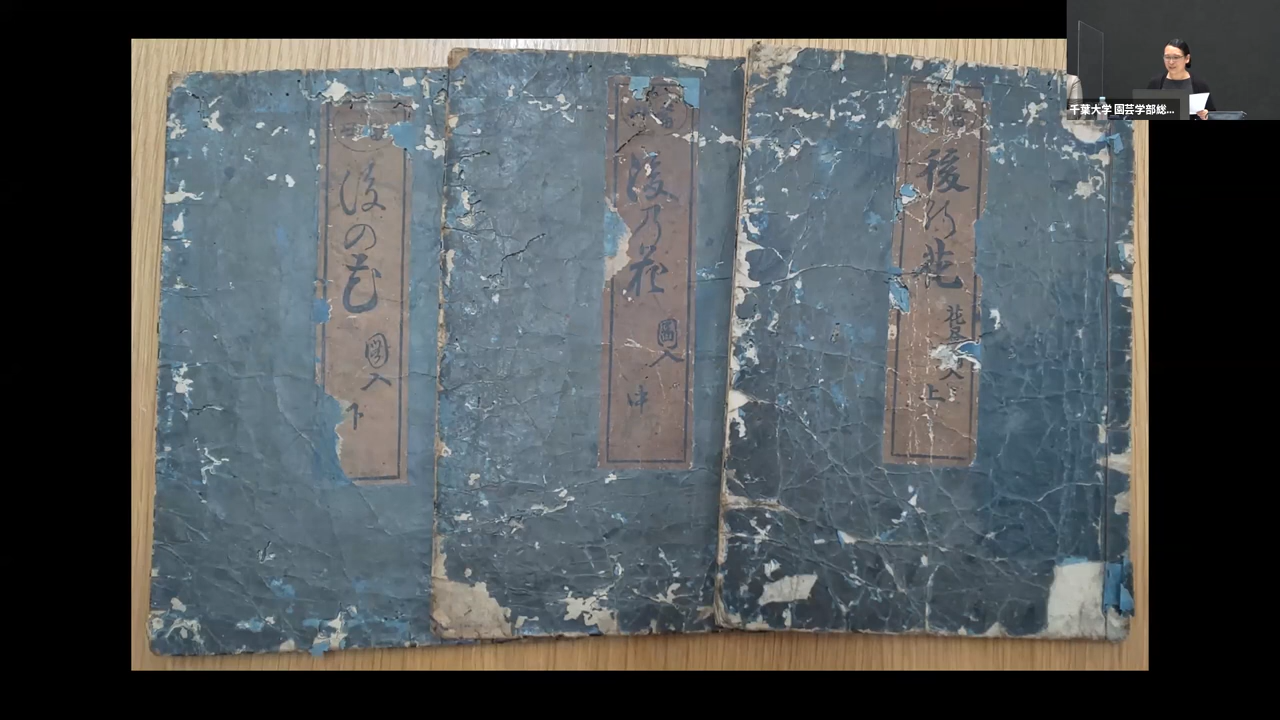 千葉大学 園芸学部総...
後
花
入
上
後乃花
圖入
中
後の花
圖入
下